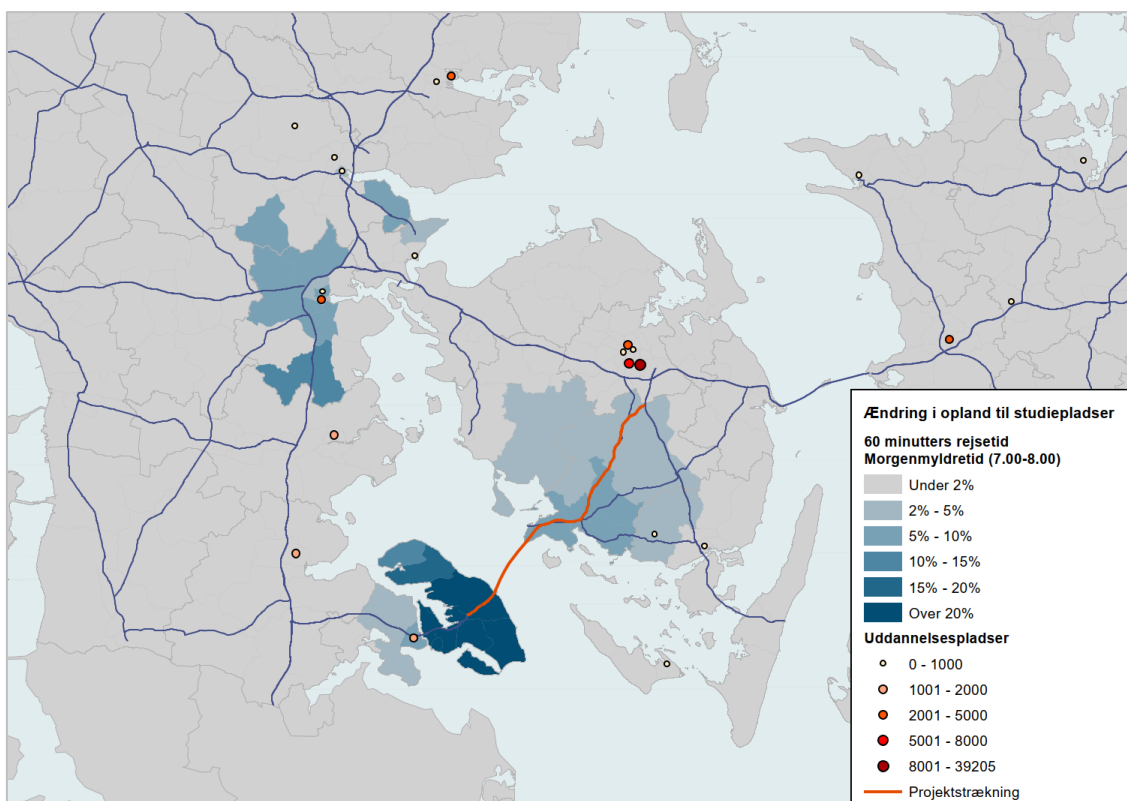 Ændring i opland til studiepladser
60 minutters rejsetid
Morgenmyldretid (7.00-8.00)
Under 2%
2% - 5%
5% - 10%
10% - 15%
15% - 20%
Over 20%
Uddannelsespladser
0 - 1000
1001 - 2000
2001 - 5000
5001 - 8000
8001 - 39205
Projektstrækning